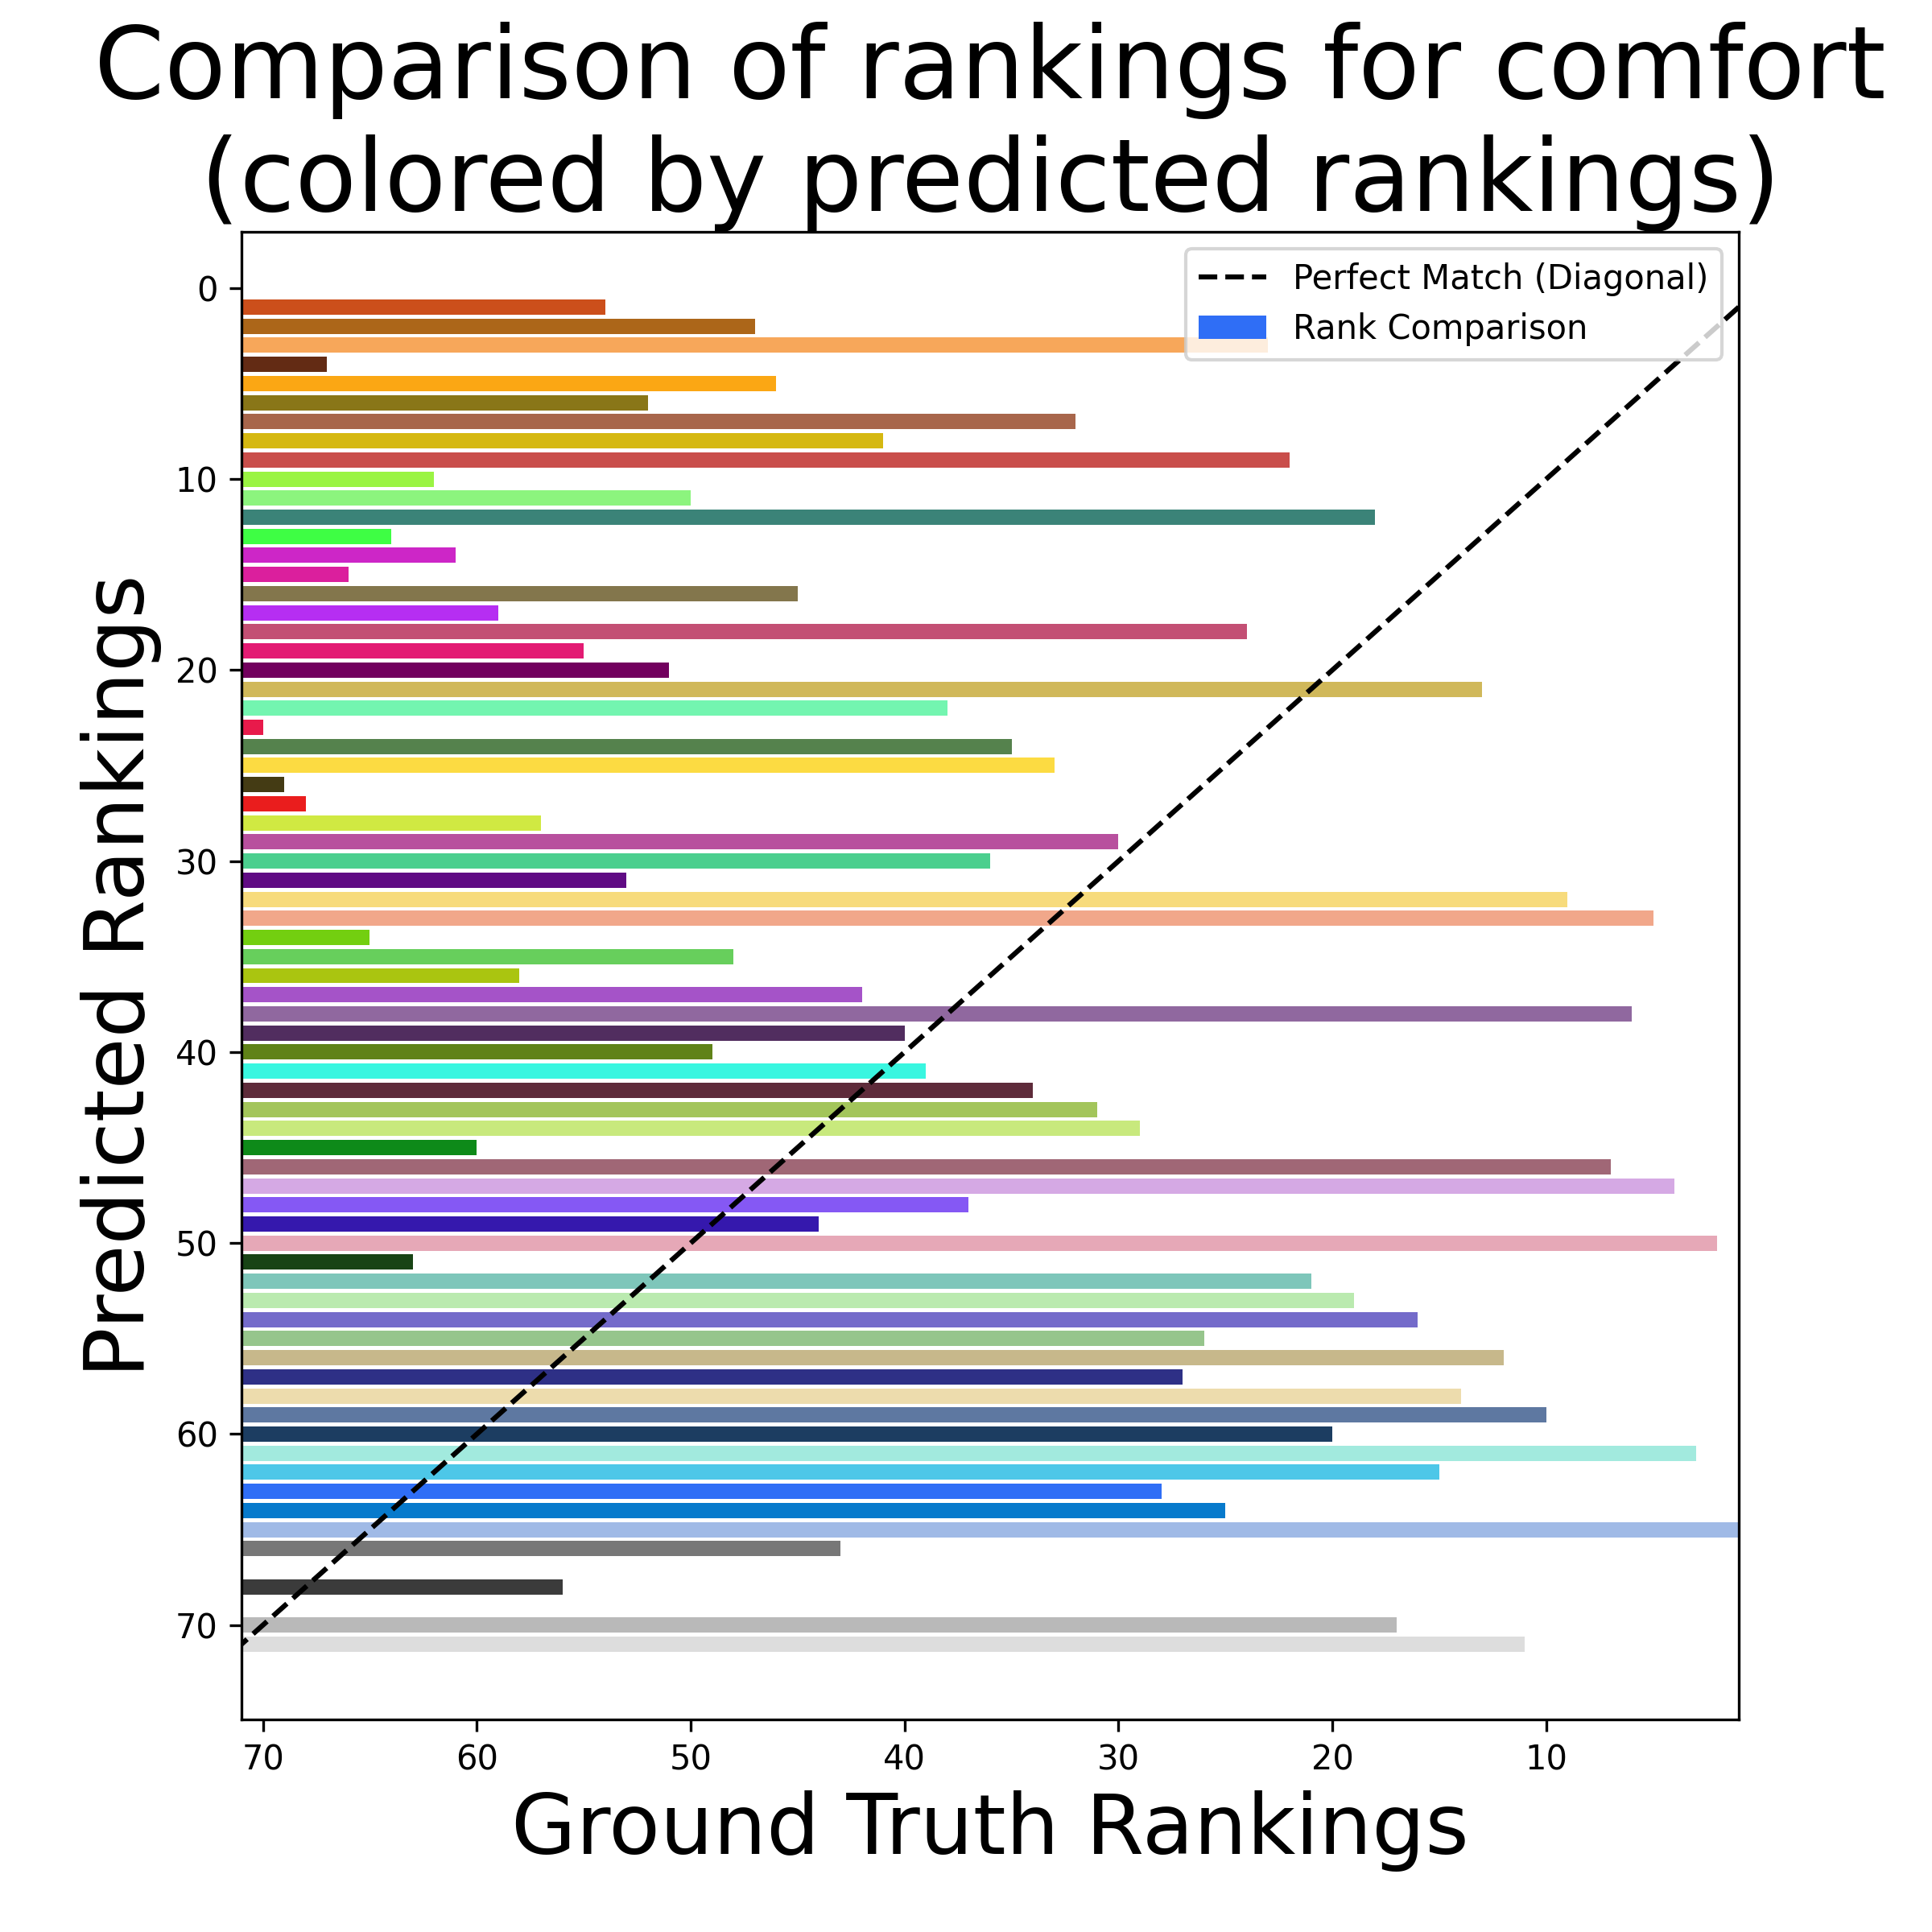 Comparison of rankings for comfort
(colored by predicted rankings)
Perfect Match (Diagonal)
Rank Comparison
Predicted Rankings
0
10
20
30
40
50
60
70
70 60 50 40 30 20 10
Ground Truth Rankings